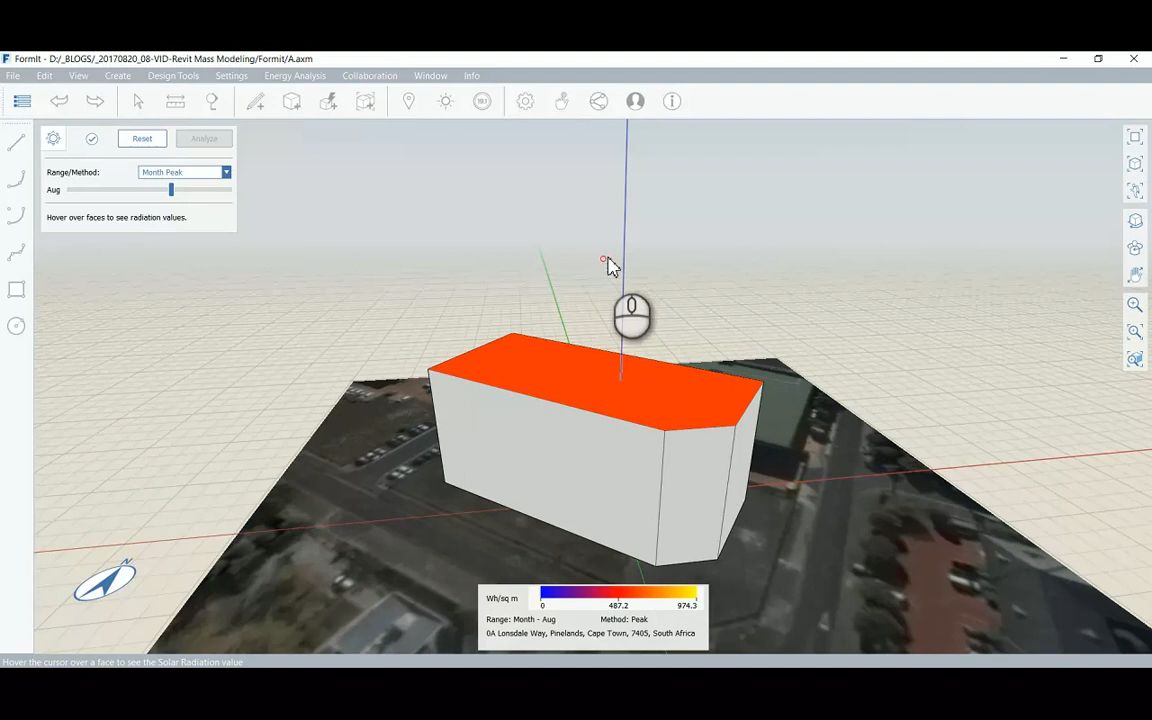 FormIt - D:/_BLOGS/_20170820_08-VID-Revit Mass Modeling/Formit/A.axm
File Edit View Create Design Tools Settings Energy Analysis Collaboration Window Info
Reset Analyze
Range/Method: Month Peak
Aug
Hover over faces to see radiation values.
N
Wh/sq m
0 487.2 974.3
Range: Month - Aug Method: Peak
0A Lonsdale Way, Pinelands, Cape Town, 7405, South Africa
Hover the cursor over a face to see the Solar Radiation value